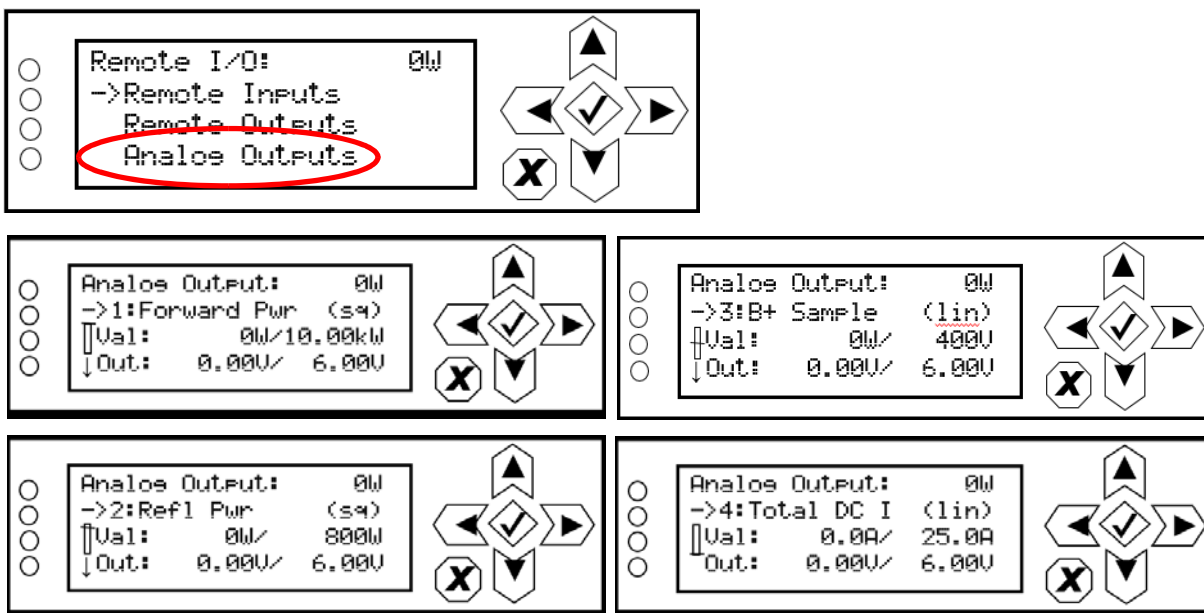 Remote I/O: 0W
->Remote Inputs
Remote Outputs
Analog Outputs
X
Analog Output: 0W
->1:Forward Pwr (sq)
Val: 0W/10.00kW
↓Out: 0.00V/ 6.00V
X
Analog Output: 0W
->3:B+ Sample (lin)
Val: 0W/ 400V
↓Out: 0.00V/ 6.00V
X
Analog Output: 0W
->2:Refl Pwr (sq)
Val: 0W/ 800W
↓Out: 0.00V/ 6.00V
X
Analog Output: 0W
->4:Total DC I (lin)
Val: 0.0A/ 25.0A
Out: 0.00V/ 6.00V
X